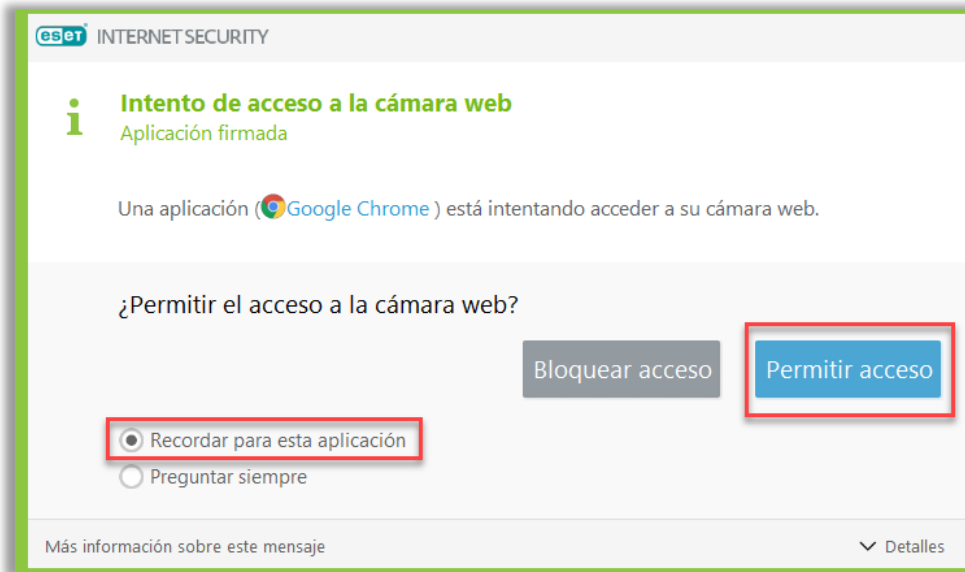 eseT INTERNET SECURITY
Intento de acceso a la cámara web
Aplicación firmada
Una aplicación (Google Chrome ) está intentando acceder a su cámara web.
¿Permitir el acceso a la cámara web?
Bloquear acceso Permitir acceso
Recordar para esta aplicación
Preguntar siempre
Más información sobre este mensaje Detalles